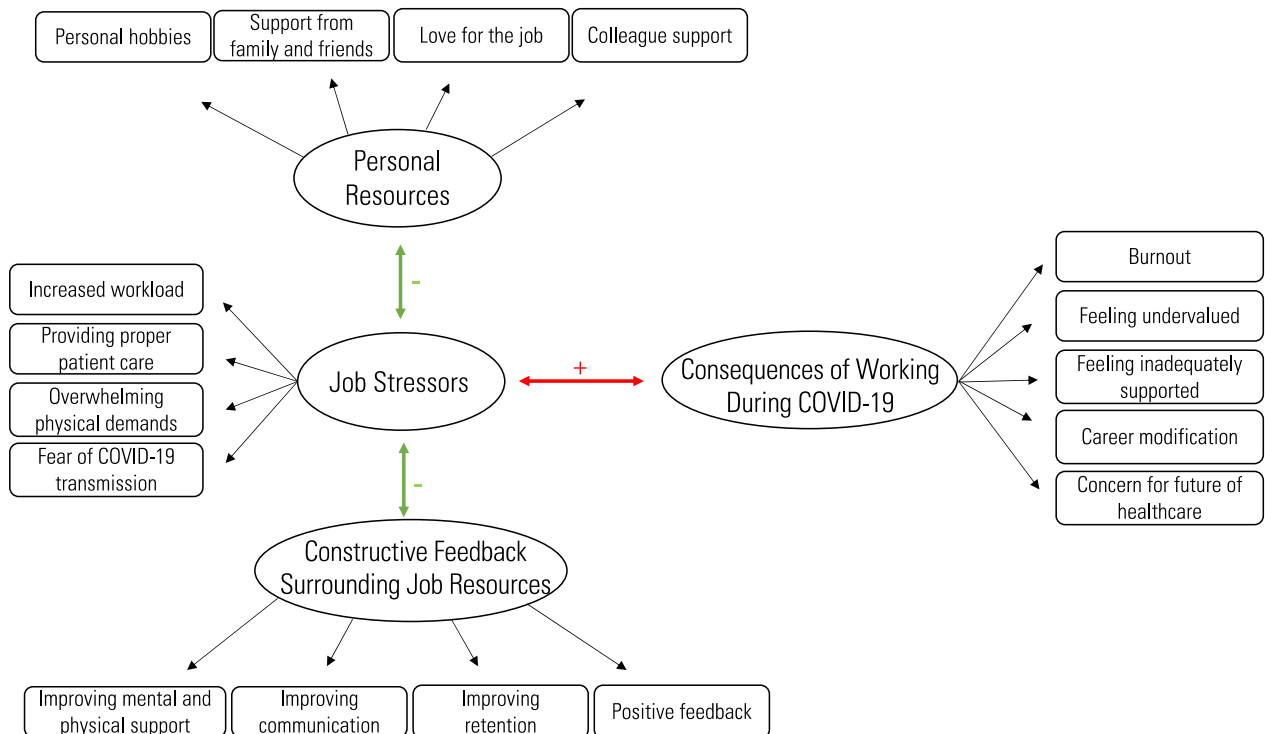 Personal hobbies
Support from
family and friends
Love for the job
Colleague support
Personal
Resources
-
Increased workload
Providing proper
patient care
Overwhelming
physical demands
Fear of COVID-19
transmission
Job Stressors
+
Consequences of Working
During COVID-19
Burnout
Feeling undervalued
Feeling inadequately
supported
Career modification
Concern for future of
healthcare
-
Constructive Feedback
Surrounding Job Resources
Improving mental and
physical support
Improving
communication
Improving
retention
Positive feedback